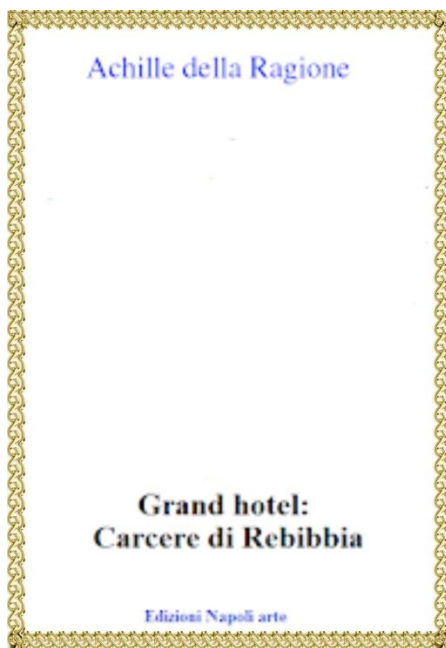 Achille della Ragione
Grand hotel:
Carcere di Rebibbia
Edizioni Napoli arte